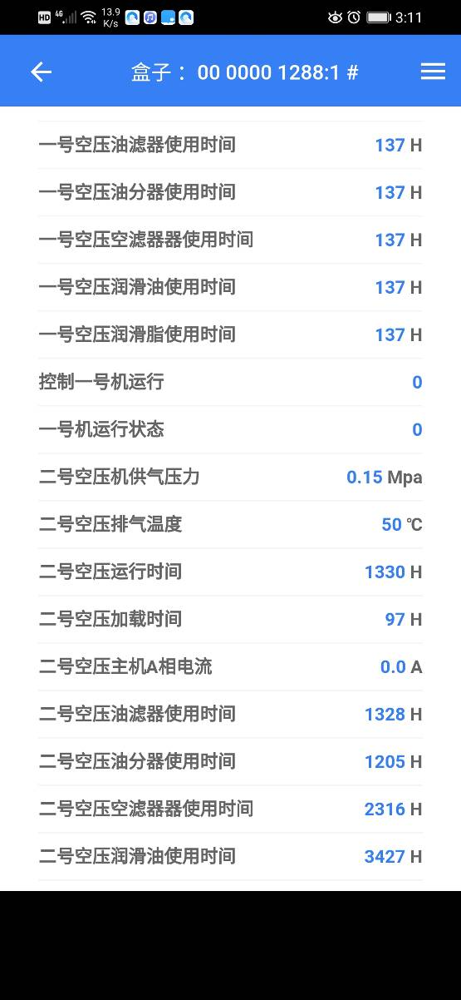 HD 4G 13.9 K/s 3:11
盒子： 00 0000 1288:1 #
一号空压油滤器使用时间 137 H
一号空压油分器使用时间 137 H
一号空压空滤器器使用时间 137 H
一号空压润滑油使用时间 137 H
一号空压润滑脂使用时间 137 H
控制一号机运行 0
一号机运行状态 0
二号空压机供气压力 0.15 Mpa
二号空压排气温度 50 ℃
二号空压运行时间 1330 H
二号空压加载时间 97 H
二号空压主机A相电流 0.0 A
二号空压油滤器使用时间 1328 H
二号空压油分器使用时间 1205 H
二号空压空滤器器使用时间 2316 H
二号空压润滑油使用时间 3427 H